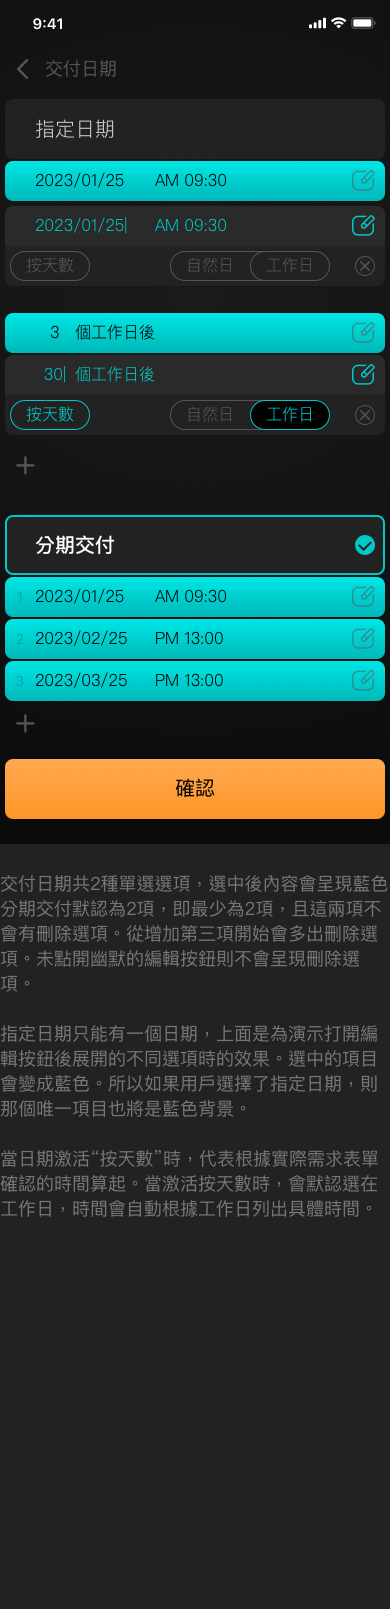 9:41
交付日期
指定日期
2023/01/25 AM 09:30
2023/01/25| AM 09:30
按天數 自然日 工作日
3 個工作日後
30| 個工作日後
按天數 自然日 工作日
分期交付
1 2023/01/25 AM 09:30
2 2023/02/25 PM 13:00
3 2023/03/25 PM 13:00
確認
交付日期共2種單選選項，選中後內容會呈現藍色
分期交付默認為2項，即最少為2項，且這兩項不
會有刪除選項。從增加第三項開始會多出刪除選
項。未點開幽默的編輯按鈕則不會呈現刪除選
項。
指定日期只能有一個日期，上面是為演示打開編
輯按鈕後展開的不同選項時的效果。選中的項目
會變成藍色。所以如果用戶選擇了指定日期，則
那個唯一項目也將是藍色背景。
當日期激活“按天數”時，代表根據實際需求表單
確認的時間算起。當激活按天數時，會默認選在
工作日，時間會自動根據工作日列出具體時間。